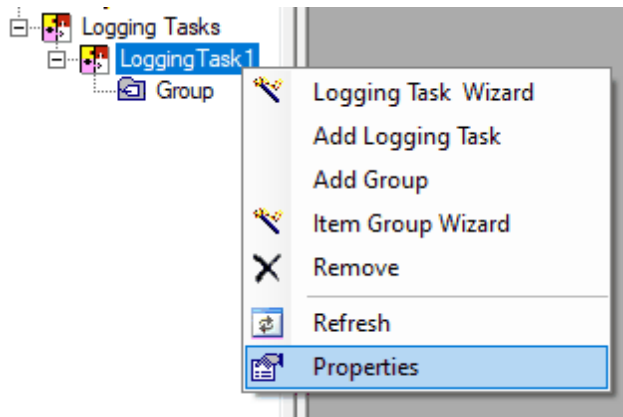 Logging Tasks
LoggingTask1
Group
Logging Task  Wizard
Add Logging Task
Add Group
Item Group Wizard
Remove
Refresh
Properties